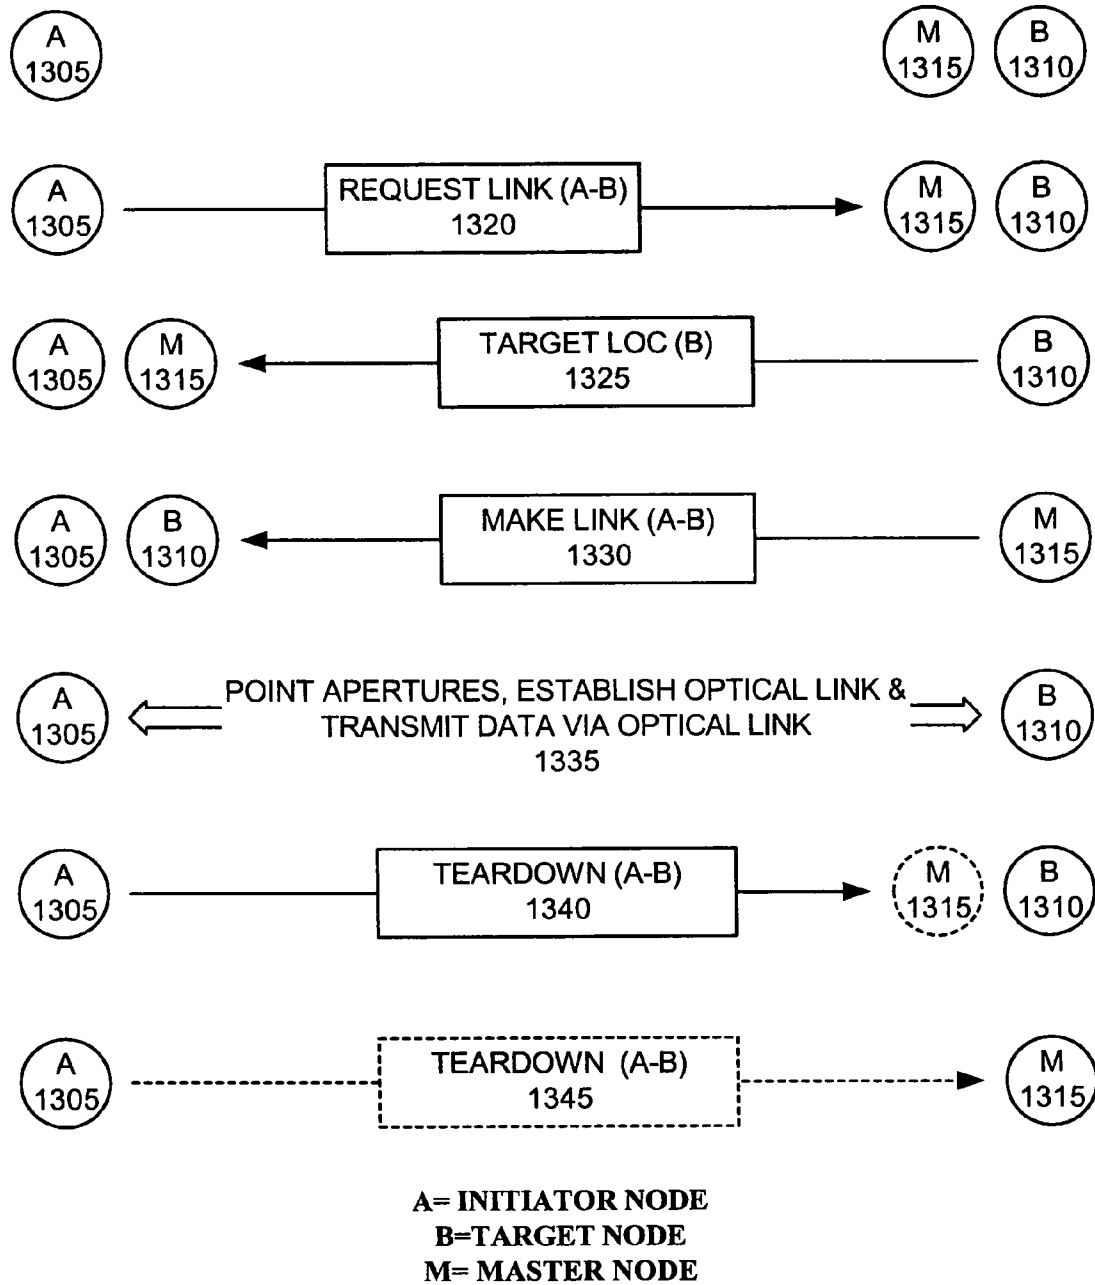 A
1305
M
1315
B
1310
A
1305
REQUEST LINK (A-B)
1320
M
1315
B
1310
A
1305
M
1315
TARGET LOC (B)
1325
B
1310
A
1305
B
1310
MAKE LINK (A-B)
1330
M
1315
A
1305
POINT APERTURES, ESTABLISH OPTICAL LINK &
TRANSMIT DATA VIA OPTICAL LINK
1335
B
1310
A
1305
TEARDOWN (A-B)
1340
M
1315
B
1310
A
1305
TEARDOWN (A-B)
1345
M
1315
A= INITIATOR NODE
B=TARGET NODE
M= MASTER NODE